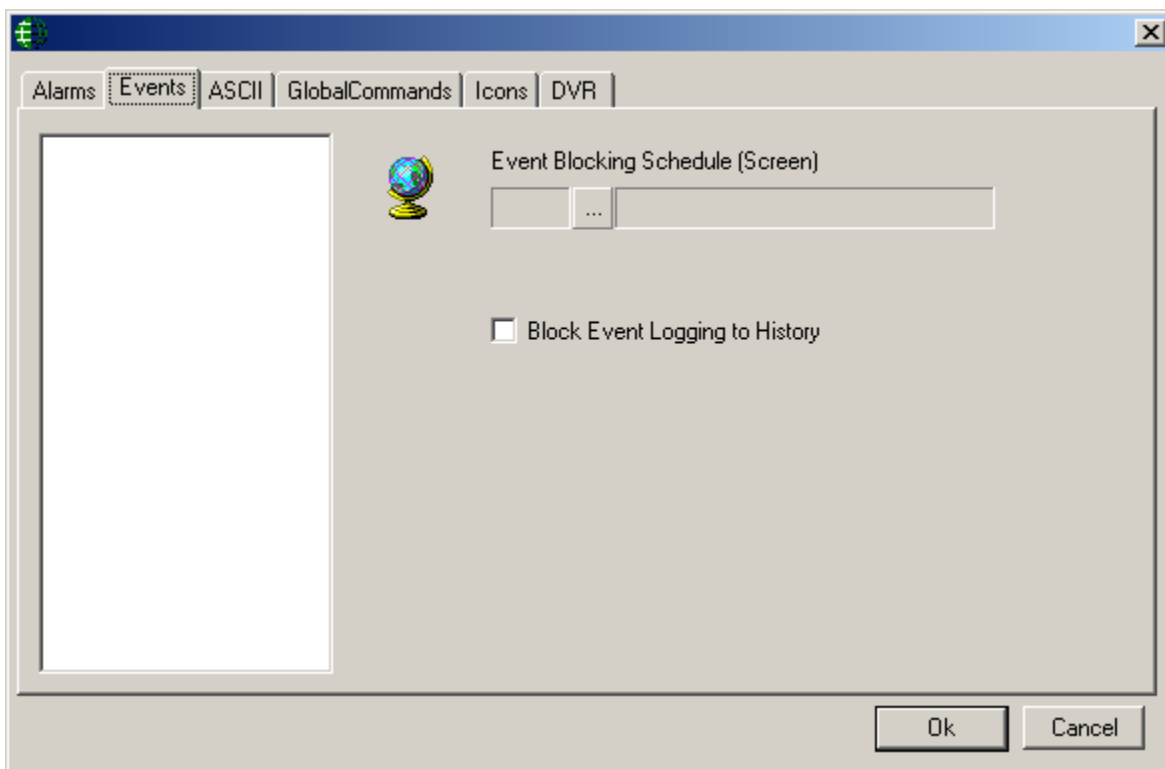 Alarms Events ASCII GlobalCommands Icons DVR
Event Blocking Schedule (Screen)
...
Block Event Logging to History
Ok Cancel